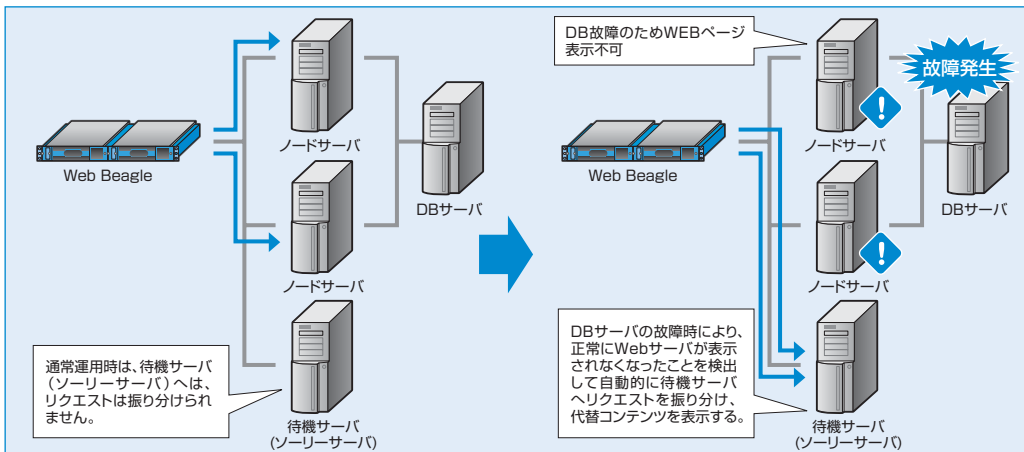 ノードサーバ
Web Beagle
DBサーバ
ノードサーバ
通常運用時は、待機サーバ
(ソーリーサーバ)へは、
リクエストは振り分けられ
ません。
待機サーバ
(ソーリーサーバ)
DB故障のためWEBページ
表示不可
故障発生
ノードサーバ
Web Beagle
DBサーバ
ノードサーバ
DBサーバの故障時により、
正常にWebサーバが表示
されなくなったことを検出
して自動的に待機サーバ
へリクエストを振り分け、
代替コンテンツを表示する。
待機サーバ
(ソーリーサーバ)